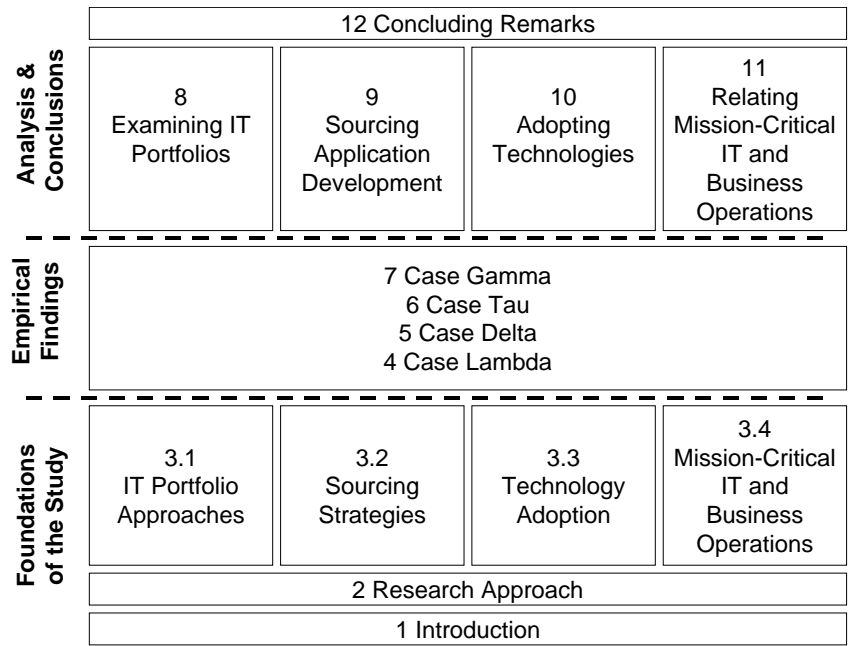 12 Concluding Remarks
Analysis &
Conclusions
8
Examining IT
Portfolios
9
Sourcing
Application
Development
10
Adopting
Technologies
11
Relating
Mission-Critical
IT and
Business
Operations
Empirical
Findings
7 Case Gamma
6 Case Tau
5 Case Delta
4 Case Lambda
Foundations
of the Study
3.1
IT Portfolio
Approaches
3.2
Sourcing
Strategies
3.3
Technology
Adoption
3.4
Mission-Critical
IT and
Business
Operations
2 Research Approach
1 Introduction